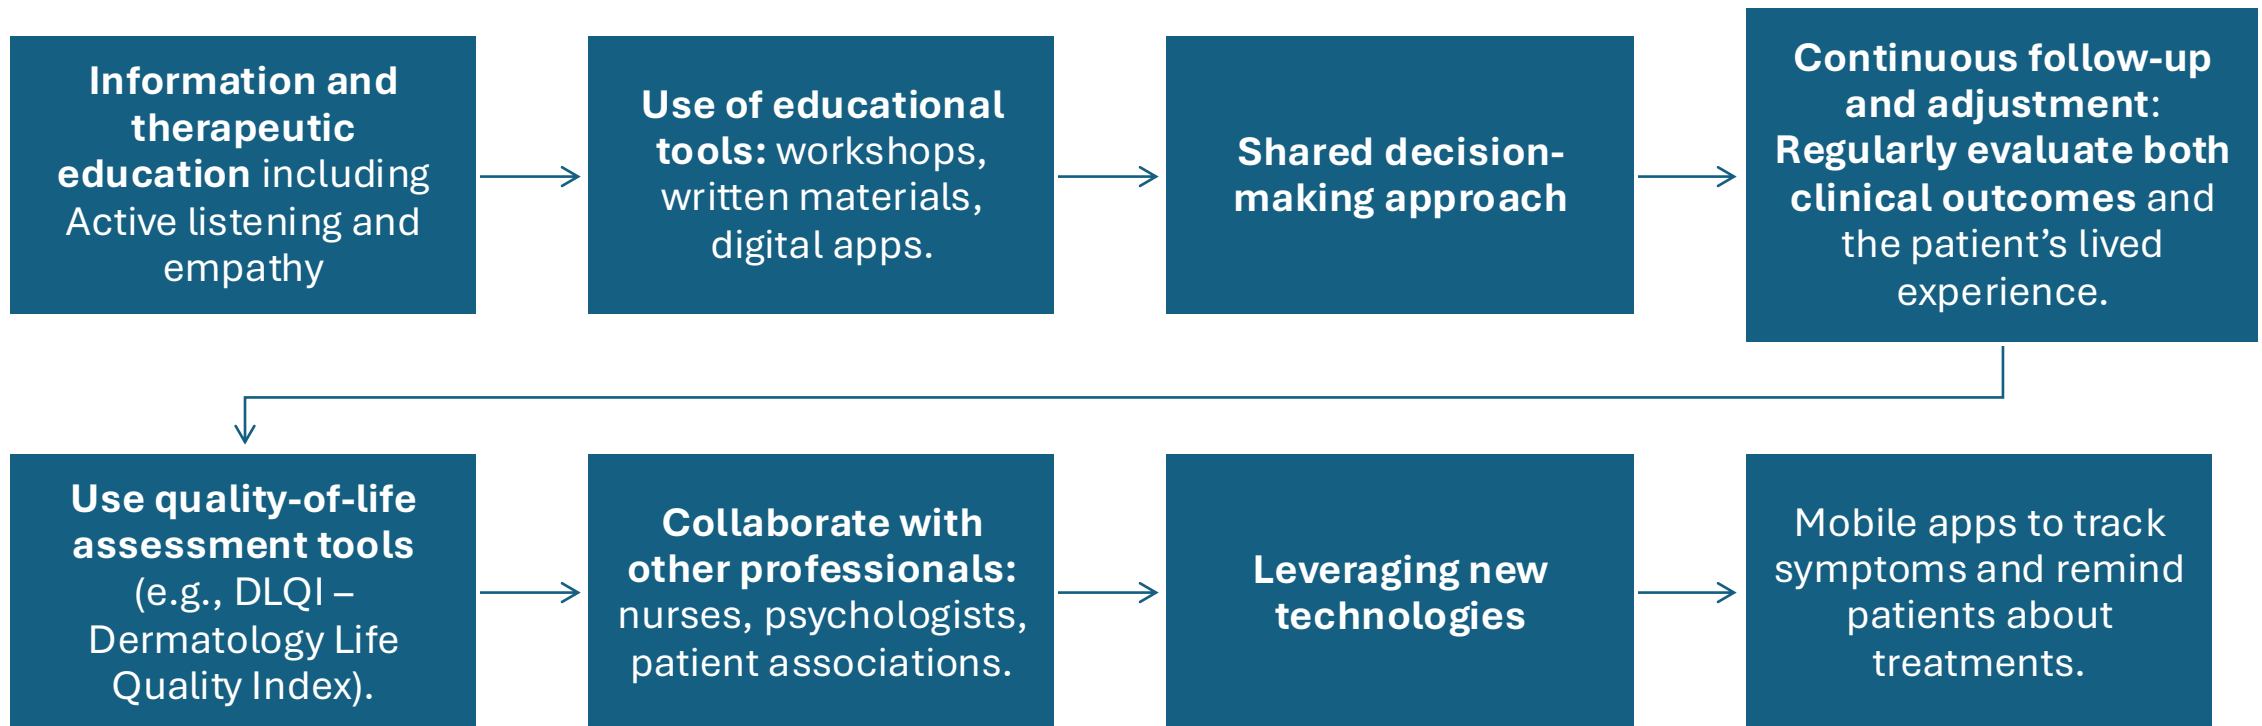 Information and
therapeutic
education including
Active listening and
empathy
Use of educational
tools: workshops,
written materials,
digital apps.
Shared decision-
making approach
Continuous follow-up
and adjustment:
Regularly evaluate both
clinical outcomes and
the patient’s lived
experience.
Use quality-of-life
assessment tools
(e.g., DLQI –
Dermatology Life
Quality Index).
Collaborate with
other professionals:
nurses, psychologists,
patient associations.
Leveraging new
technologies
Mobile apps to track
symptoms and remind
patients about
treatments.